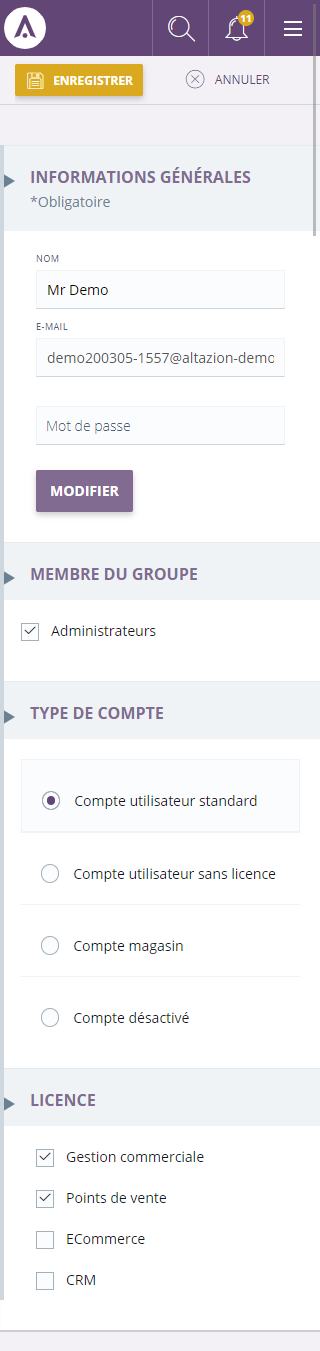 11
ENREGISTRER
ANNULER
INFORMATIONS GÉNÉRALES
*Obligatoire
NOM
Mr Demo
E-MAIL
demo200305-1557@altazion-demo
Mot de passe
MODIFIER
MEMBRE DU GROUPE
Administrateurs
TYPE DE COMPTE
Compte utilisateur standard
Compte utilisateur sans licence
Compte magasin
Compte désactivé
LICENCE
Gestion commerciale
Points de vente
ECommerce
CRM